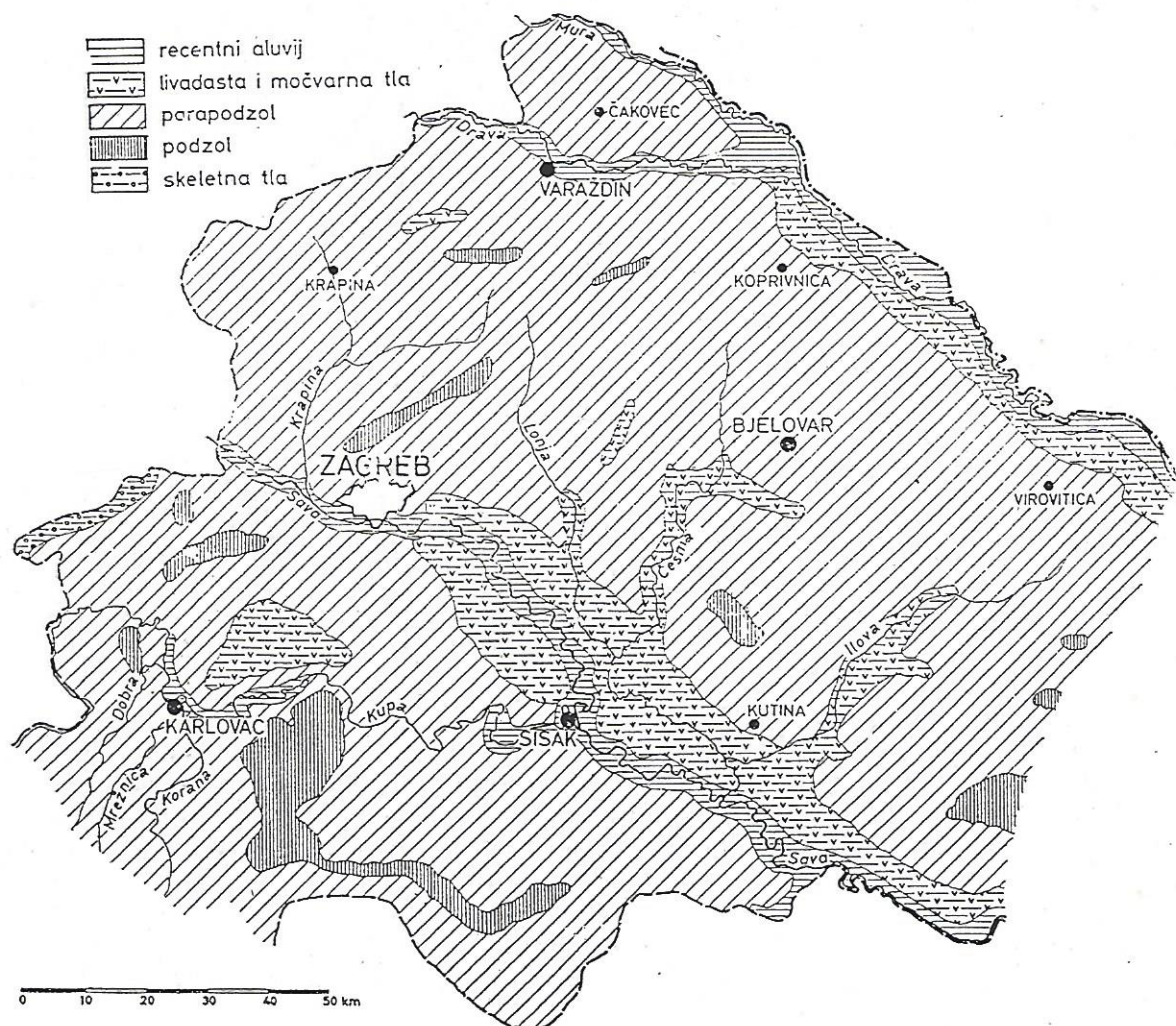 recentni aluvij
livadasta i močvarna tla
parapodzol
podzol
skeletna tla
Mura
ČAKOVEC
Drava
VARAŽDIN
KRAPINA
KOPRIVNICA
Drava
Krapina
Lonja
BJELOVAR
ZAGREB
VIROVITICA
Sava
Česma
Ilova
Dobra
KARLOVAC
Kupa
SISAK
KUTINA
Mrežnica
Korana
Sava
0 10 20 30 40 50 km